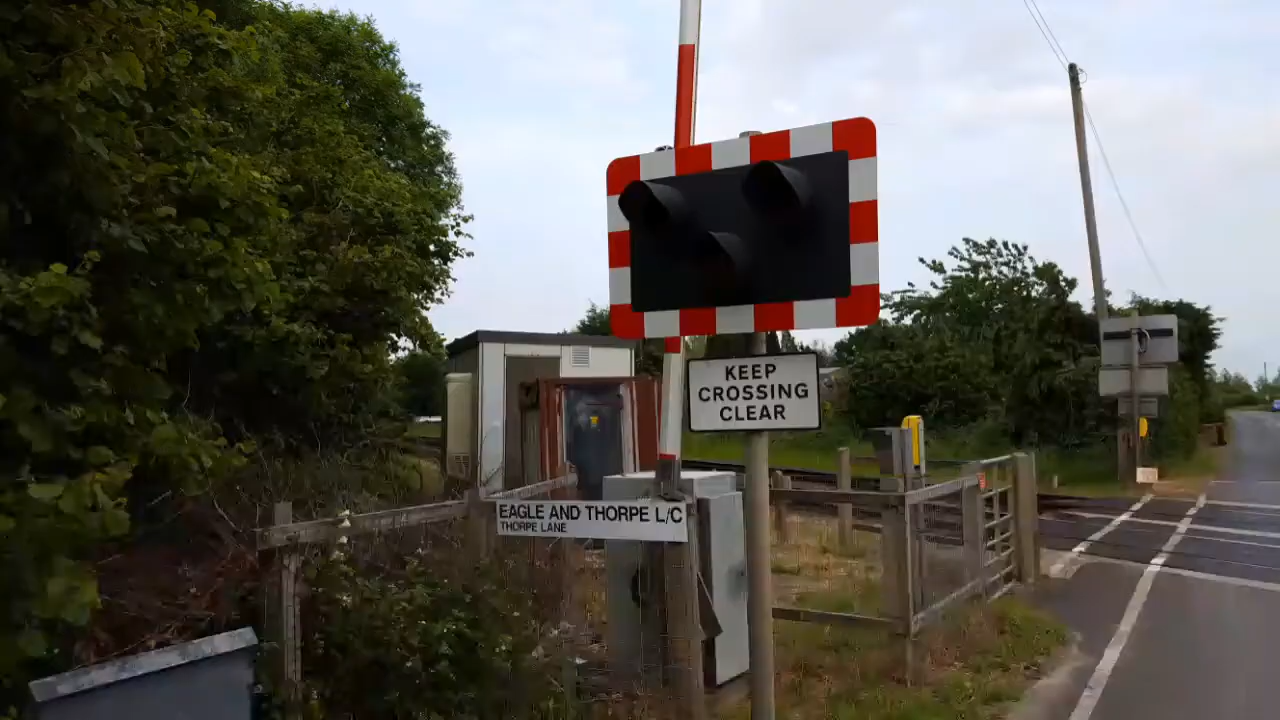 KEEP
CROSSING
CLEAR
EAGLE AND THORPE L/C
THORPE LANE